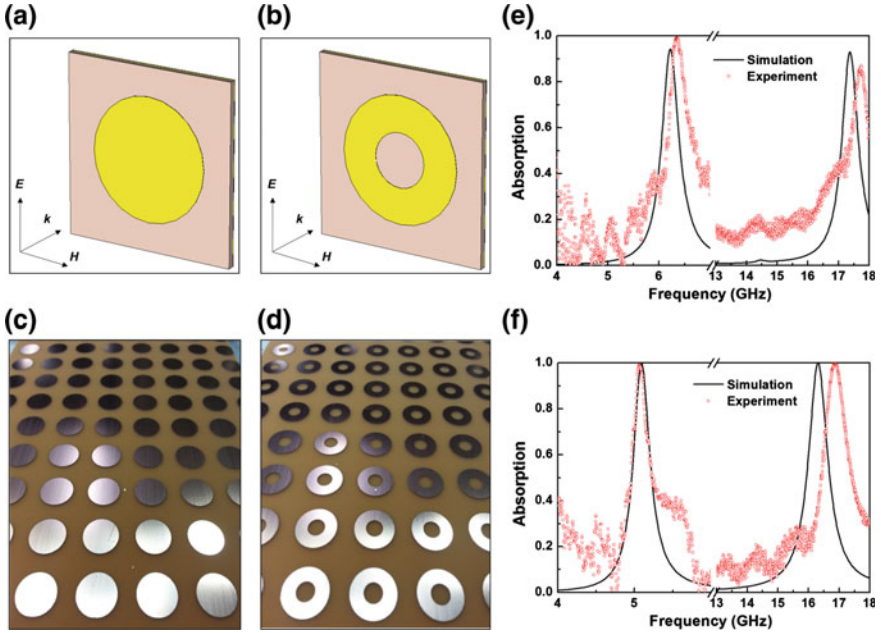 (a)
E
k
H
(b)
E
k
H
(c)
(d)
(e)
1.0
0.8
0.6
0.4
0.2
0.0
Absorption
Simulation
Experiment
4 5 6 13 14 15 16 17 18
Frequency (GHz)
(f)
1.0
0.8
0.6
0.4
0.2
0.0
Absorption
Simulation
Experiment
4 5 13 14 15 16 17 18
Frequency (GHz)